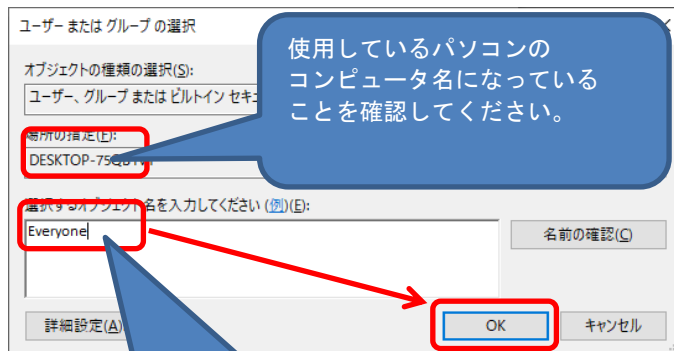 ユーザー または グループ の選択
使用しているパソコンの
コンピュータ名になっている
ことを確認してください。
オブジェクトの種類の選択(S):
ユーザー、グループ または ビルトイン セキュ
場所の指定(F):
DESKTOP-75QB
選択するオブジェクト名を入力してください (例)(E):
Everyone
名前の確認(C)
詳細設定(A)
OK
キャンセル